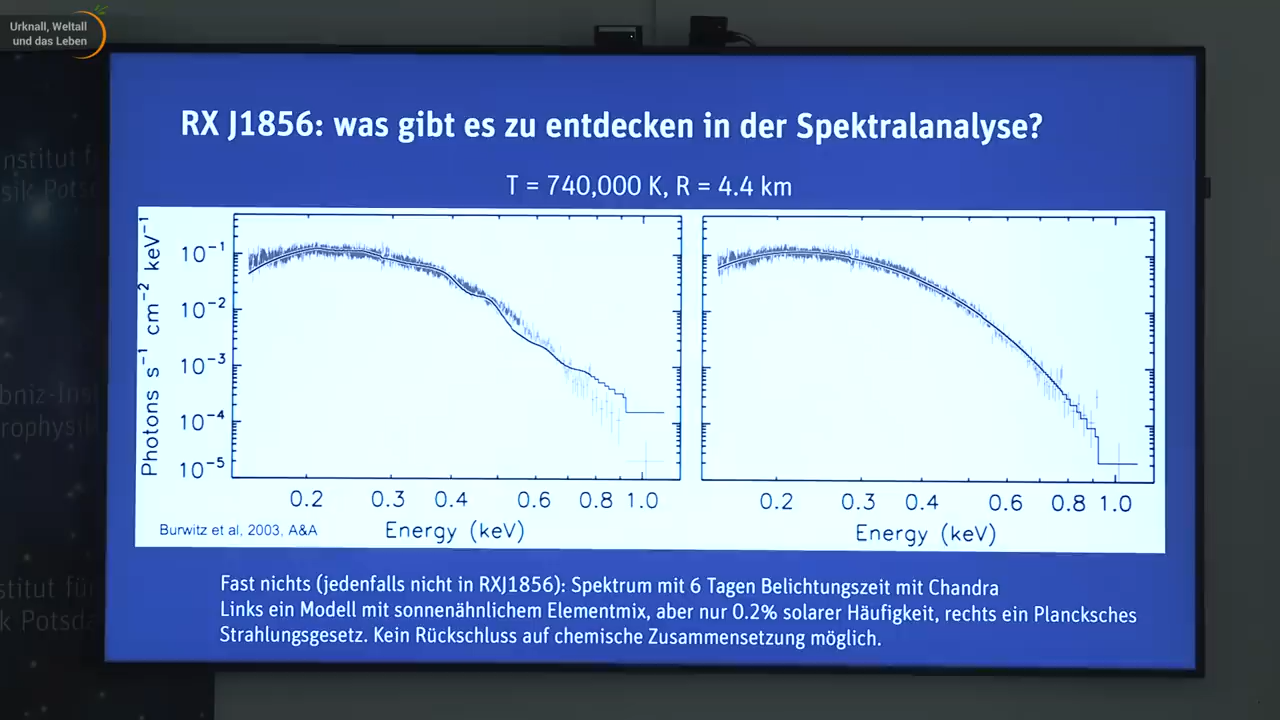 Urknall, Weltall
und das Leben
RX J1856: was gibt es zu entdecken in der Spektralanalyse?
T = 740,000 K, R = 4.4 km
Photons s⁻¹ cm⁻² keV⁻¹
10⁻¹
10⁻²
10⁻³
10⁻⁴
10⁻⁵
0.2 0.3 0.4 0.6 0.8 1.0
Energy (keV)
0.2 0.3 0.4 0.6 0.8 1.0
Energy (keV)
Burwitz et al, 2003, A&A
Fast nichts (jedenfalls nicht in RXJ1856): Spektrum mit 6 Tagen Belichtungszeit mit Chandra
Links ein Modell mit sonnenähnlichem Elementmix, aber nur 0.2% solarer Häufigkeit, rechts ein Plancksches
Strahlungsgesetz. Kein Rückschluss auf chemische Zusammensetzung möglich.